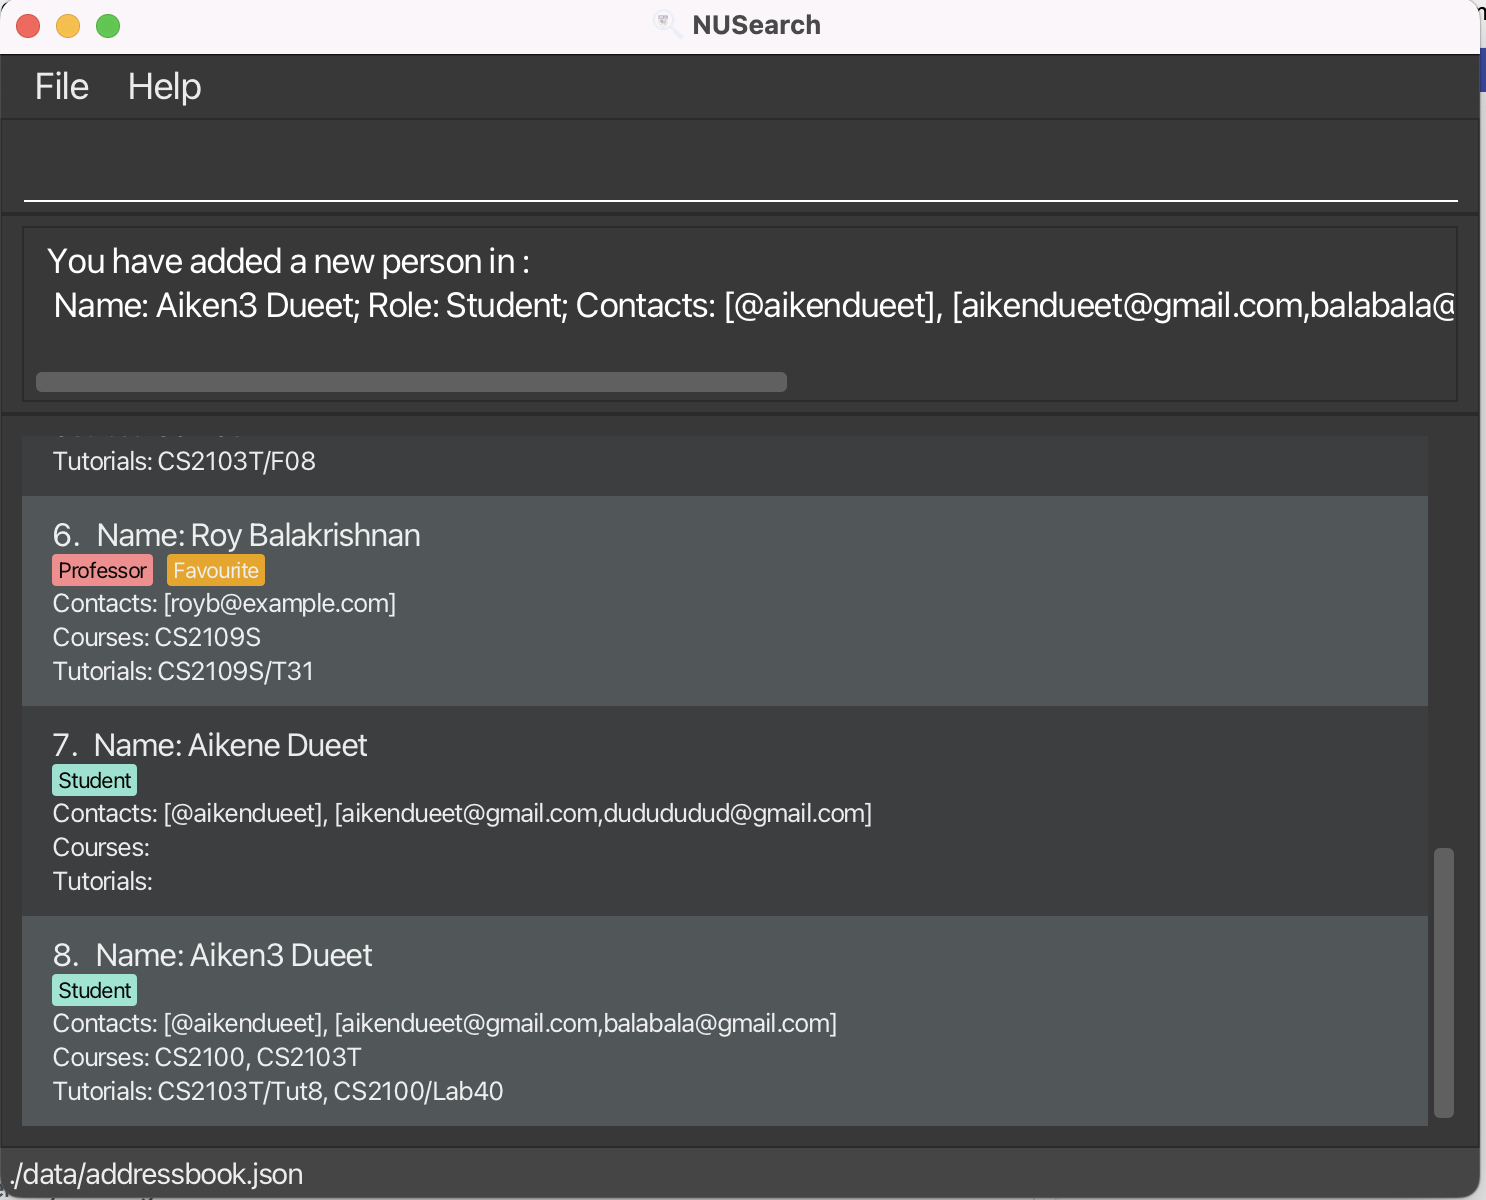 NUSearch
File Help
You have added a new person in :
Name: Aiken3 Dueet; Role: Student; Contacts: [@aikendueet], [aikendueet@gmail.com,balabala@
Tutorials: CS2103T/F08
6. Name: Roy Balakrishnan
Professor Favourite
Contacts: [royb@example.com]
Courses: CS2109S
Tutorials: CS2109S/T31
7. Name: Aikene Dueet
Student
Contacts: [@aikendueet], [aikendueet@gmail.com,dudududud@gmail.com]
Courses:
Tutorials:
8. Name: Aiken3 Dueet
Student
Contacts: [@aikendueet], [aikendueet@gmail.com,balabala@gmail.com]
Courses: CS2100, CS2103T
Tutorials: CS2103T/Tut8, CS2100/Lab40
./data/addressbook.json